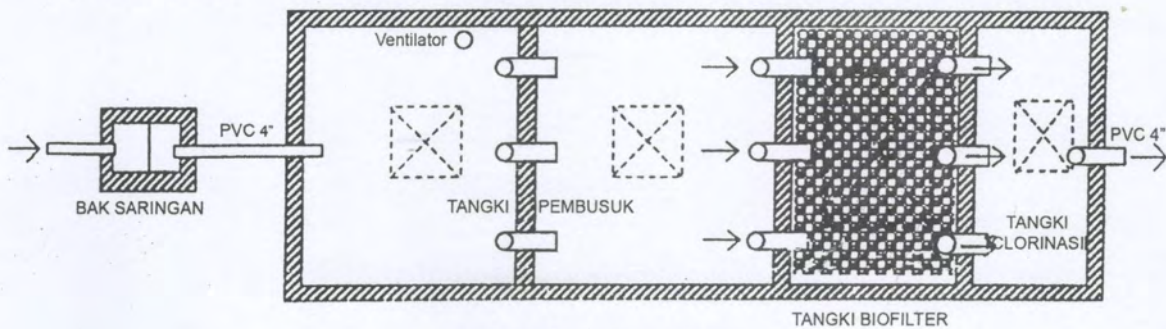 Ventilator
PVC 4"
PVC 4"
BAK SARINGAN
TANGKI PEMBUSUK
TANGKI
CLORINASI
TANGKI BIOFILTER